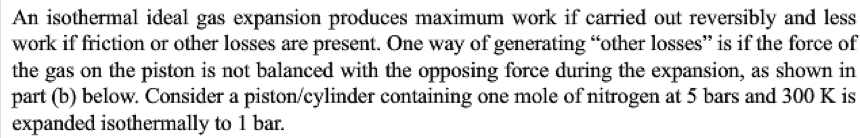 An isothermal ideal gas expansion produces maximum work if carried out reversibly and less
work if friction or other losses are present. One way of generating “other losses” is if the force of
the gas on the piston is not balanced with the opposing force during the expansion, as shown in
part (b) below. Consider a piston/cylinder containing one mole of nitrogen at 5 bars and 300 K is
expanded isothermally to 1 bar.